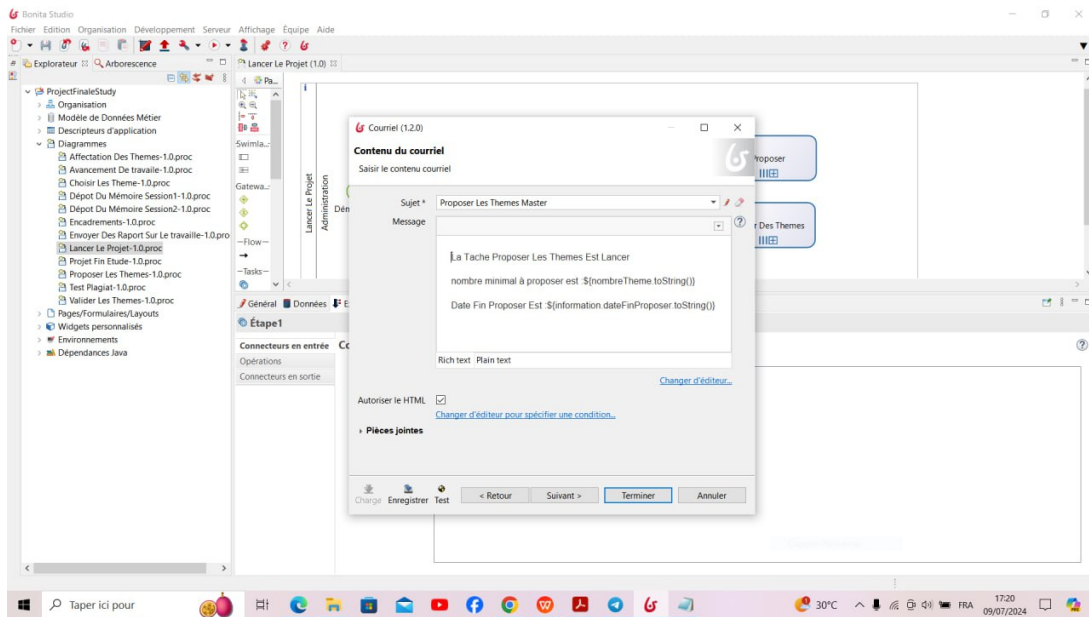 Bonita Studio
Fichier Edition Organisation Développement Serveur Affichage Équipe Aide
Explorateur Arborescence
Lancer Le Projet (1.0)
Pa...
ProjectFinaleStudy
Organisation
Modèle de Données Métier
Descripteurs d'application
Diagrammes
Affectation Des Themes-1.0.proc
Avancement De travaile-1.0.proc
Choisir Les Theme-1.0.proc
Dépot Du Mémoire Session1-1.0.proc
Dépot Du Mémoire Session2-1.0.proc
Encadrements-1.0.proc
Envoyer Des Raport Sur Le travaille-1.0.pro
Lancer Le Projet-1.0.proc
Projet Fin Etude-1.0.proc
Proposer Les Themes-1.0.proc
Test Plagiat-1.0.proc
Valider Les Themes-1.0.proc
Pages/Formulaires/Layouts
Widgets personnalisés
Environnements
Dépendances Java
Swimla...
Gatewa...
Flow
Tasks
Lancer Le Projet
Administration
Dén
Proposer
r Des Themes
Général Données E
Étape1
Connecteurs en entrée
Opérations
Connecteurs en sortie
Courriel (1.2.0)
Contenu du courriel
Saisir le contenu courriel
Sujet * Proposer Les Themes Master
Message
La Tache Proposer Les Themes Est Lancer
nombre minimal à proposer est :${nombreTheme.toString()}
Date Fin Proposer Est :${information.dateFinProposer.toString()}
Rich text Plain text
Changer d'éditeur...
Autoriser le HTML
Changer d'éditeur pour spécifier une condition...
Pièces jointes
Charge Enregistrer Test < Retour Suivant > Terminer Annuler
Taper ici pour
30°C
FRA
17:20
09/07/2024